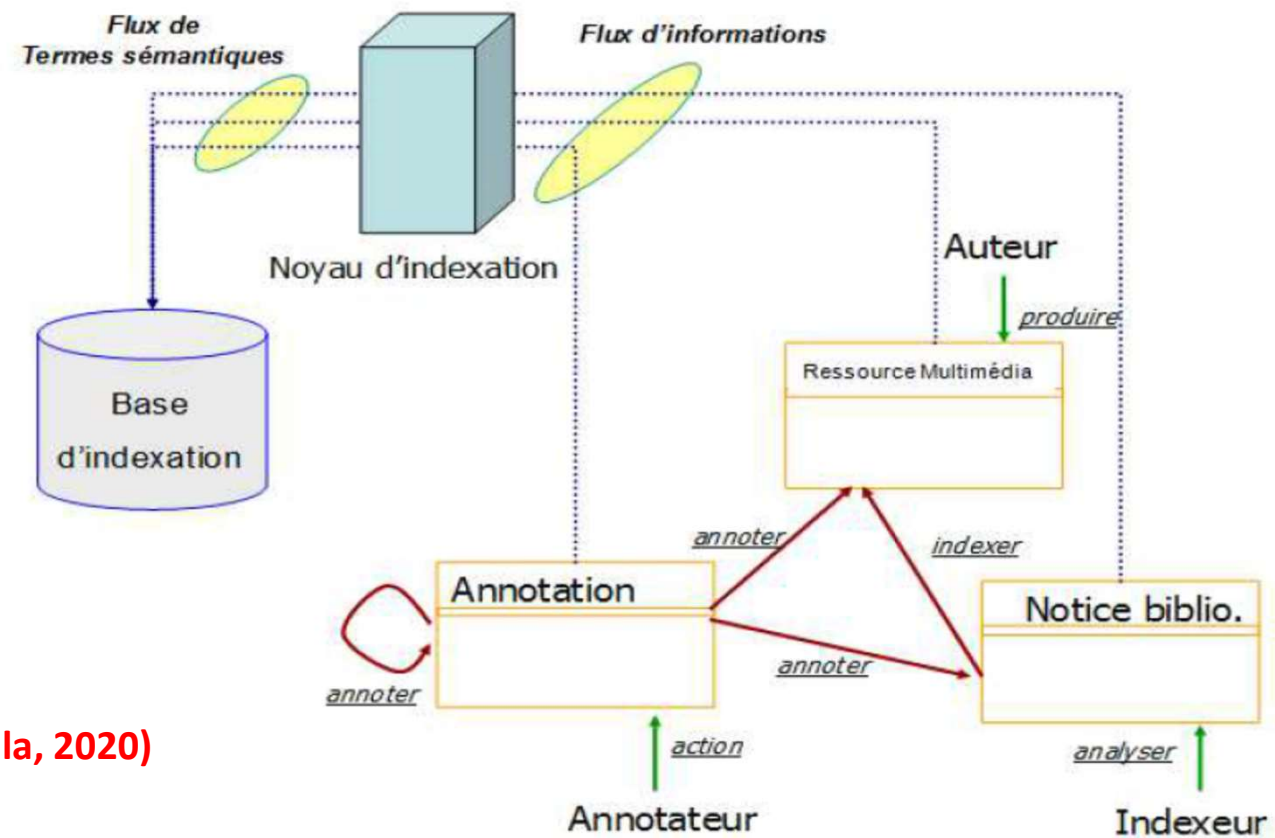 Flux de
Termes sémantiques
Flux d'informations
Noyau d'indexation
Base
d'indexation
Auteur
produire
Ressource Multimédia
annoter
indexer
Annotation
Notice biblio.
annoter
annoter
la, 2020)
action
analyser
Annotateur
Indexeur